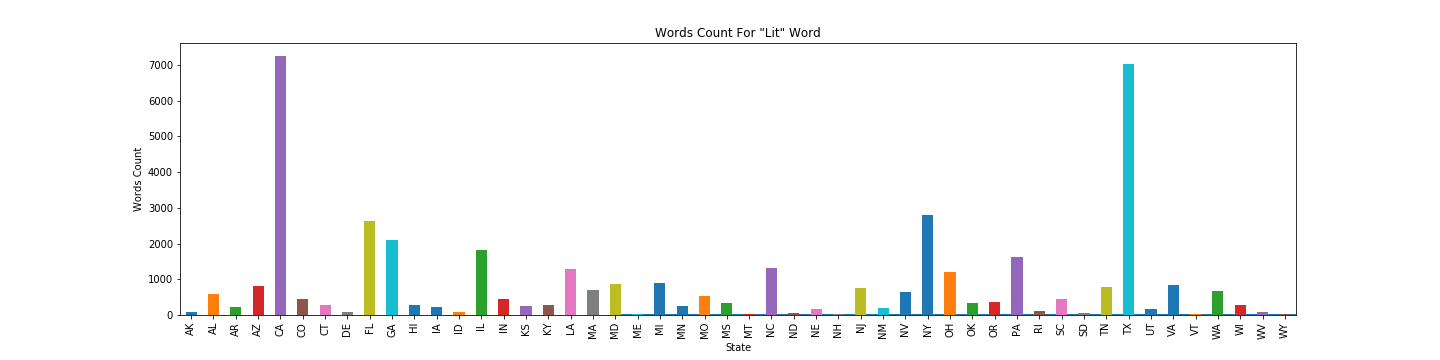 Words Count For "Lit" Word
7000
6000
5000
4000
3000
2000
1000
0
Words Count
AK AL AR AZ CA CO CT DE FL GA HI IA ID IL IN KS KY LA MA MD ME MI MN MO MS MT NC ND NE NH NJ NM NV NY OH OK OR PA RI SC SD TN TX UT VA VT WA WI WV WY
State